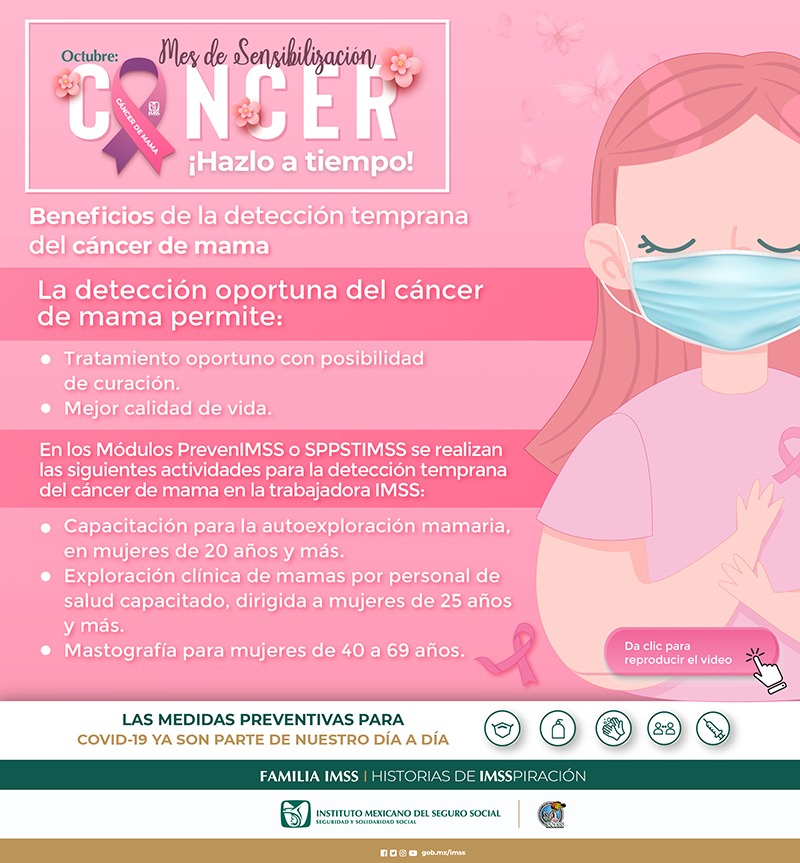 Octubre: Mes de Sensibilización
CÁNCER
CÁNCER DE MAMA
IMSS
¡Hazlo a tiempo!
Beneficios de la detección temprana
del cáncer de mama
La detección oportuna del cáncer
de mama permite:
• Tratamiento oportuno con posibilidad
de curación.
• Mejor calidad de vida.
En los Módulos PrevenIMSS o SPPSTIMSS se realizan
las siguientes actividades para la detección temprana
del cáncer de mama en la trabajadora IMSS:
• Capacitación para la autoexploración mamaria,
en mujeres de 20 años y más.
• Exploración clínica de mamas por personal de
salud capacitado, dirigida a mujeres de 25 años
y más.
• Mastografía para mujeres de 40 a 69 años.
Da clic para
reproducir el video
LAS MEDIDAS PREVENTIVAS PARA
COVID-19 YA SON PARTE DE NUESTRO DÍA A DÍA
FAMILIA IMSS | HISTORIAS DE IMSSPIRACIÓN
INSTITUTO MEXICANO DEL SEGURO SOCIAL
SEGURIDAD Y SOLIDARIDAD SOCIAL
gob.mx/imss